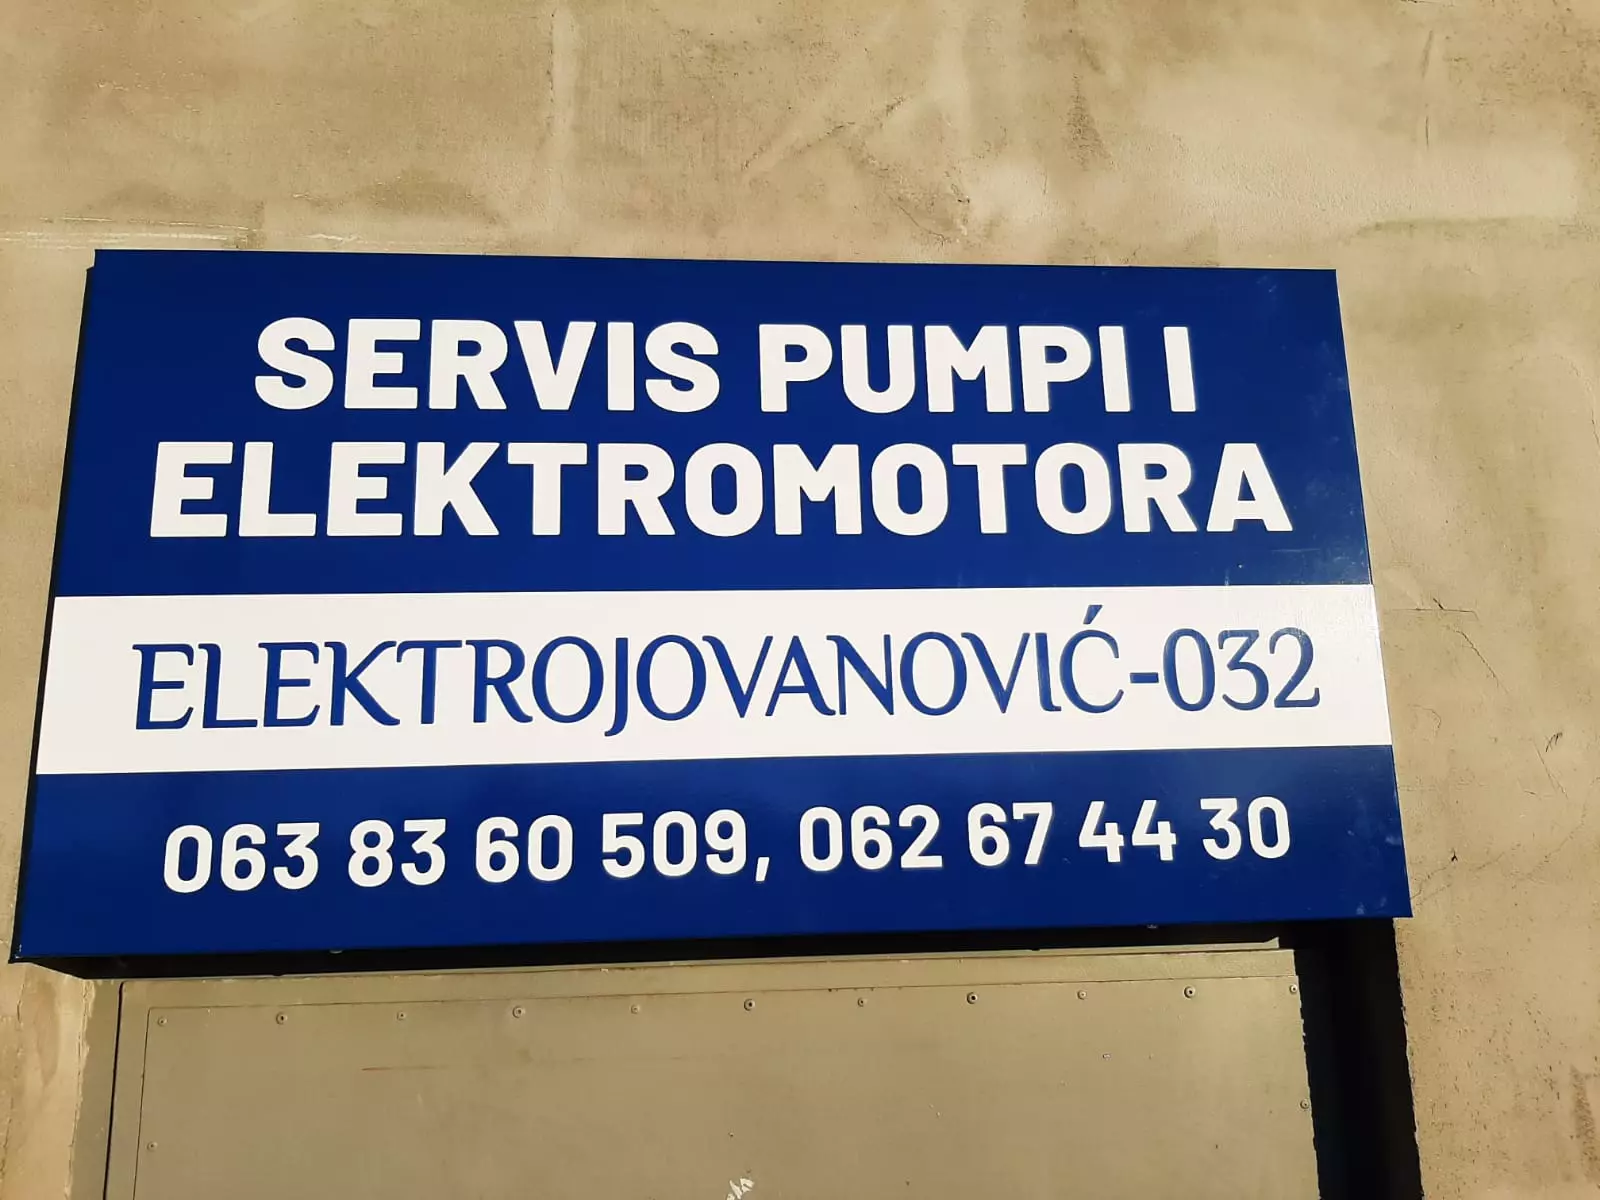 SERVIS PUMPI I
ELEKTROMOTORA
ELEKTROJOVANOVIĆ-032
063 83 60 509, 062 67 44 30